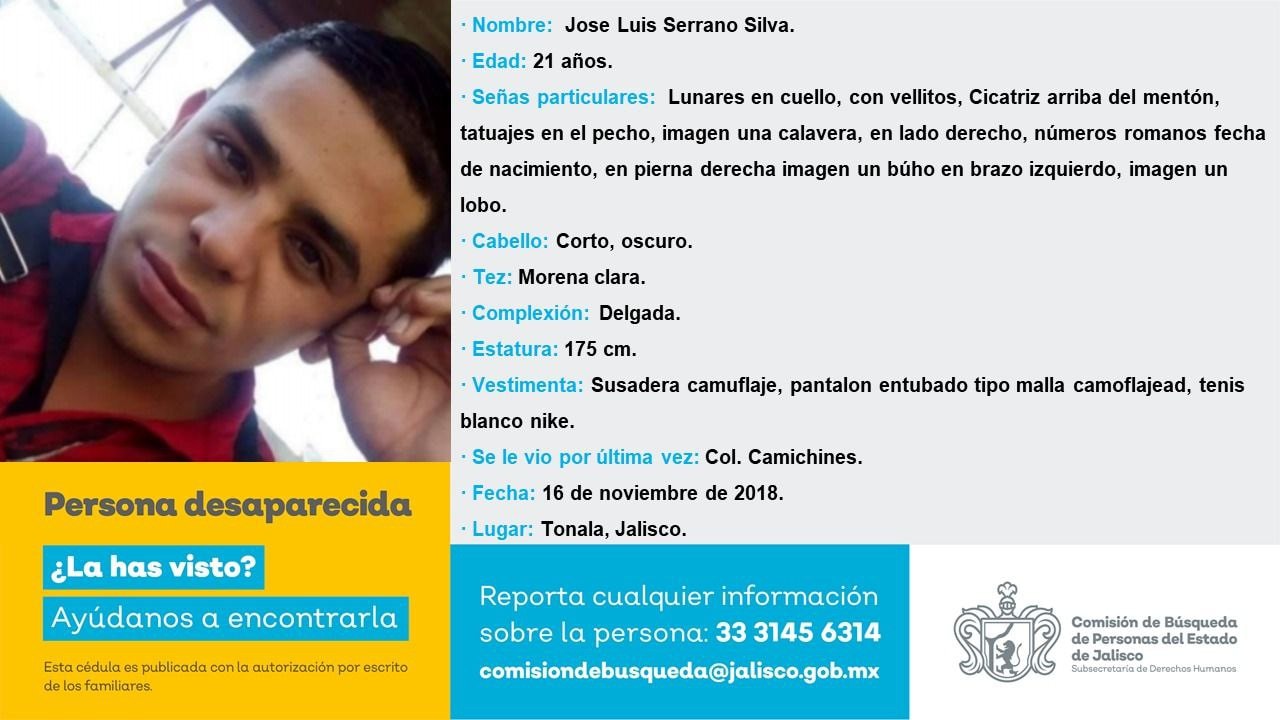 · Nombre:  Jose Luis Serrano Silva.
· Edad: 21 años.
· Señas particulares:  Lunares en cuello, con vellitos, Cicatriz arriba del mentón,
tatuajes en el pecho, imagen una calavera, en lado derecho, números romanos fecha
de nacimiento, en pierna derecha imagen un búho en brazo izquierdo, imagen un
lobo.
· Cabello: Corto, oscuro.
· Tez: Morena clara.
· Complexión:  Delgada.
· Estatura: 175 cm.
· Vestimenta: Susadera camuflaje, pantalon entubado tipo malla camoflajead, tenis
blanco nike.
· Se le vio por última vez: Col. Camichines.
· Fecha: 16 de noviembre de 2018.
· Lugar: Tonala, Jalisco.
Persona desaparecida
¿La has visto?
Ayúdanos a encontrarla
Esta cédula es publicada con la autorización por escrito
de los familiares.
Reporta cualquier información
sobre la persona: 33 3145 6314
comisiondebusqueda@jalisco.gob.mx
Comisión de Búsqueda
de Personas del Estado
de Jalisco
Subsecretaría de Derechos Humanos